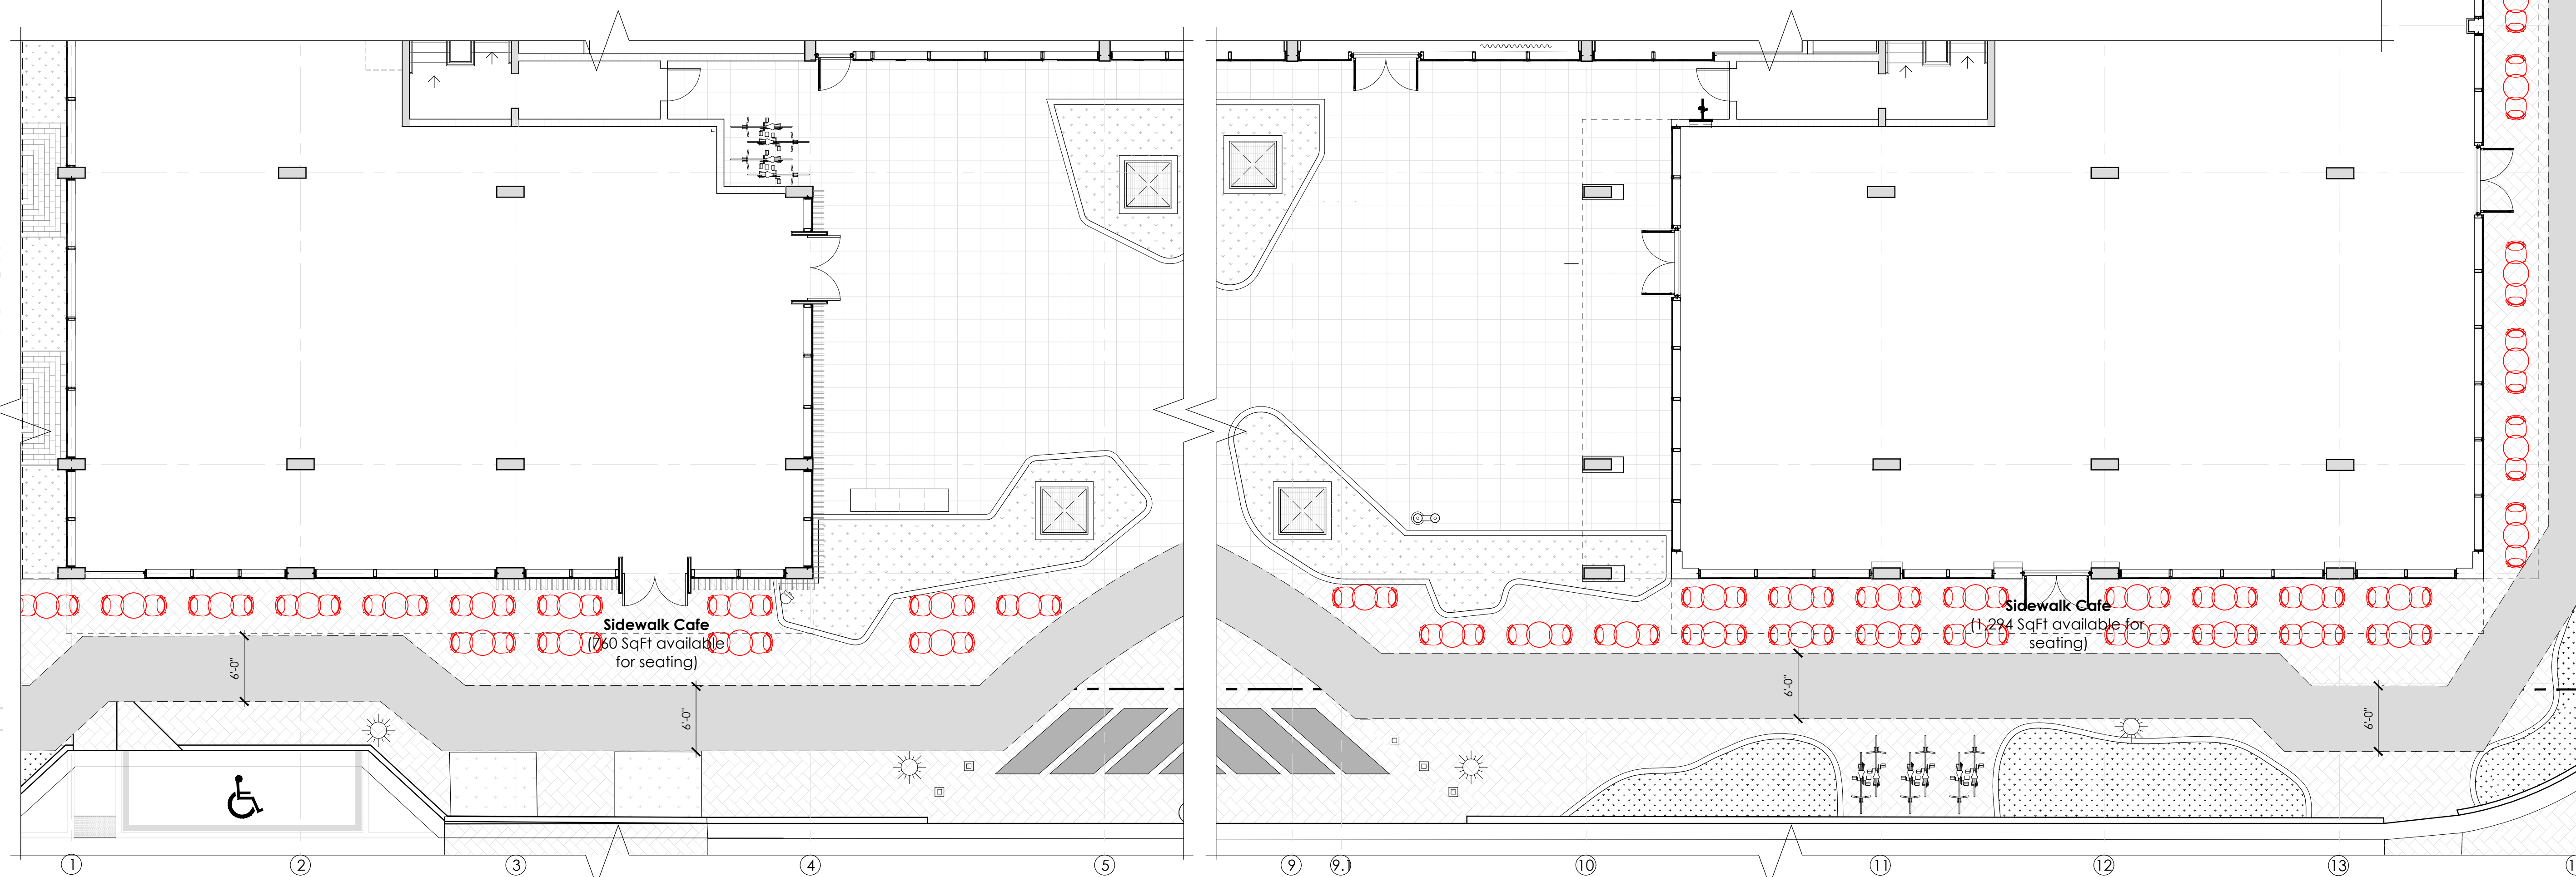 Sidewalk Cafe
(760 SqFt available
for seating)
Sidewalk Cafe
(1,294 SqFt available for
seating)
6'-0"
6'-0"
6'-0"
6'-0"
1
2
3
4
5
9
9.1
10
11
12
13